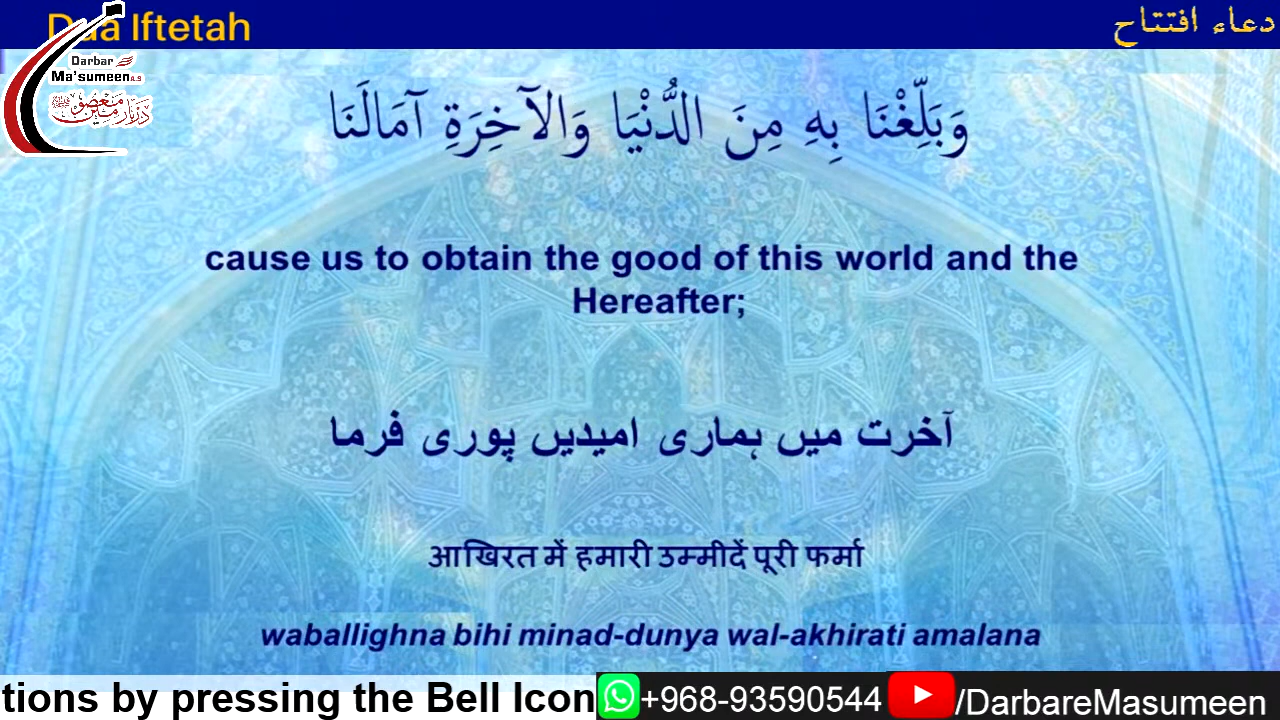 Dua Iftetah
دعاء افتتاح
Darbar
Ma'sumeen A.S
وَبَلِّغْنَا بِهِ مِنَ الدُّنْيَا وَالآخِرَةِ آمَالَنَا
cause us to obtain the good of this world and the
Hereafter;
آخرت میں ہماری امیدیں پوری فرما
आखिरत में हमारी उम्मीदें पूरी फर्मा
waballighna bihi minad-dunya wal-akhirati amalana
tions by pressing the Bell Icon
+968-93590544
/DarbareMasumeen